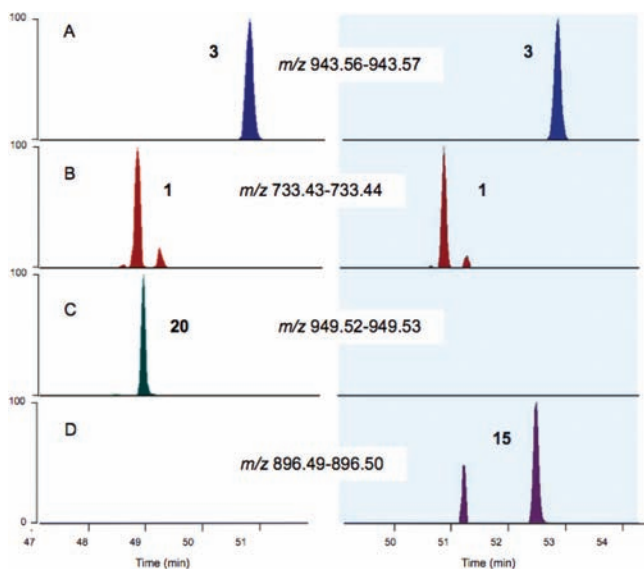 100
A
3
m/z 943.56-943.57
3
100
B
1
m/z 733.43-733.44
1
100
C
20
m/z 949.52-949.53
100
D
15
m/z 896.49-896.50
0
47 48 49 50 51 50 51 52 53 54
Time (min) Time (min)